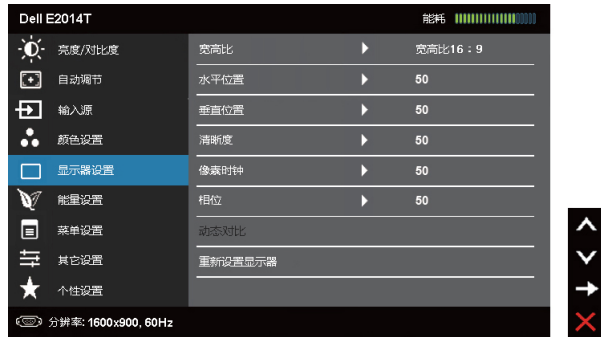 Dell E2014T 能耗
亮度/对比度
自动调节
输入源
颜色设置
显示器设置
能量设置
菜单设置
其它设置
个性设置
宽高比 宽高比16:9
水平位置 50
垂直位置 50
清晰度 50
像素时钟 50
相位 50
动态对比
重新设置显示器
分辨率: 1600x900, 60Hz